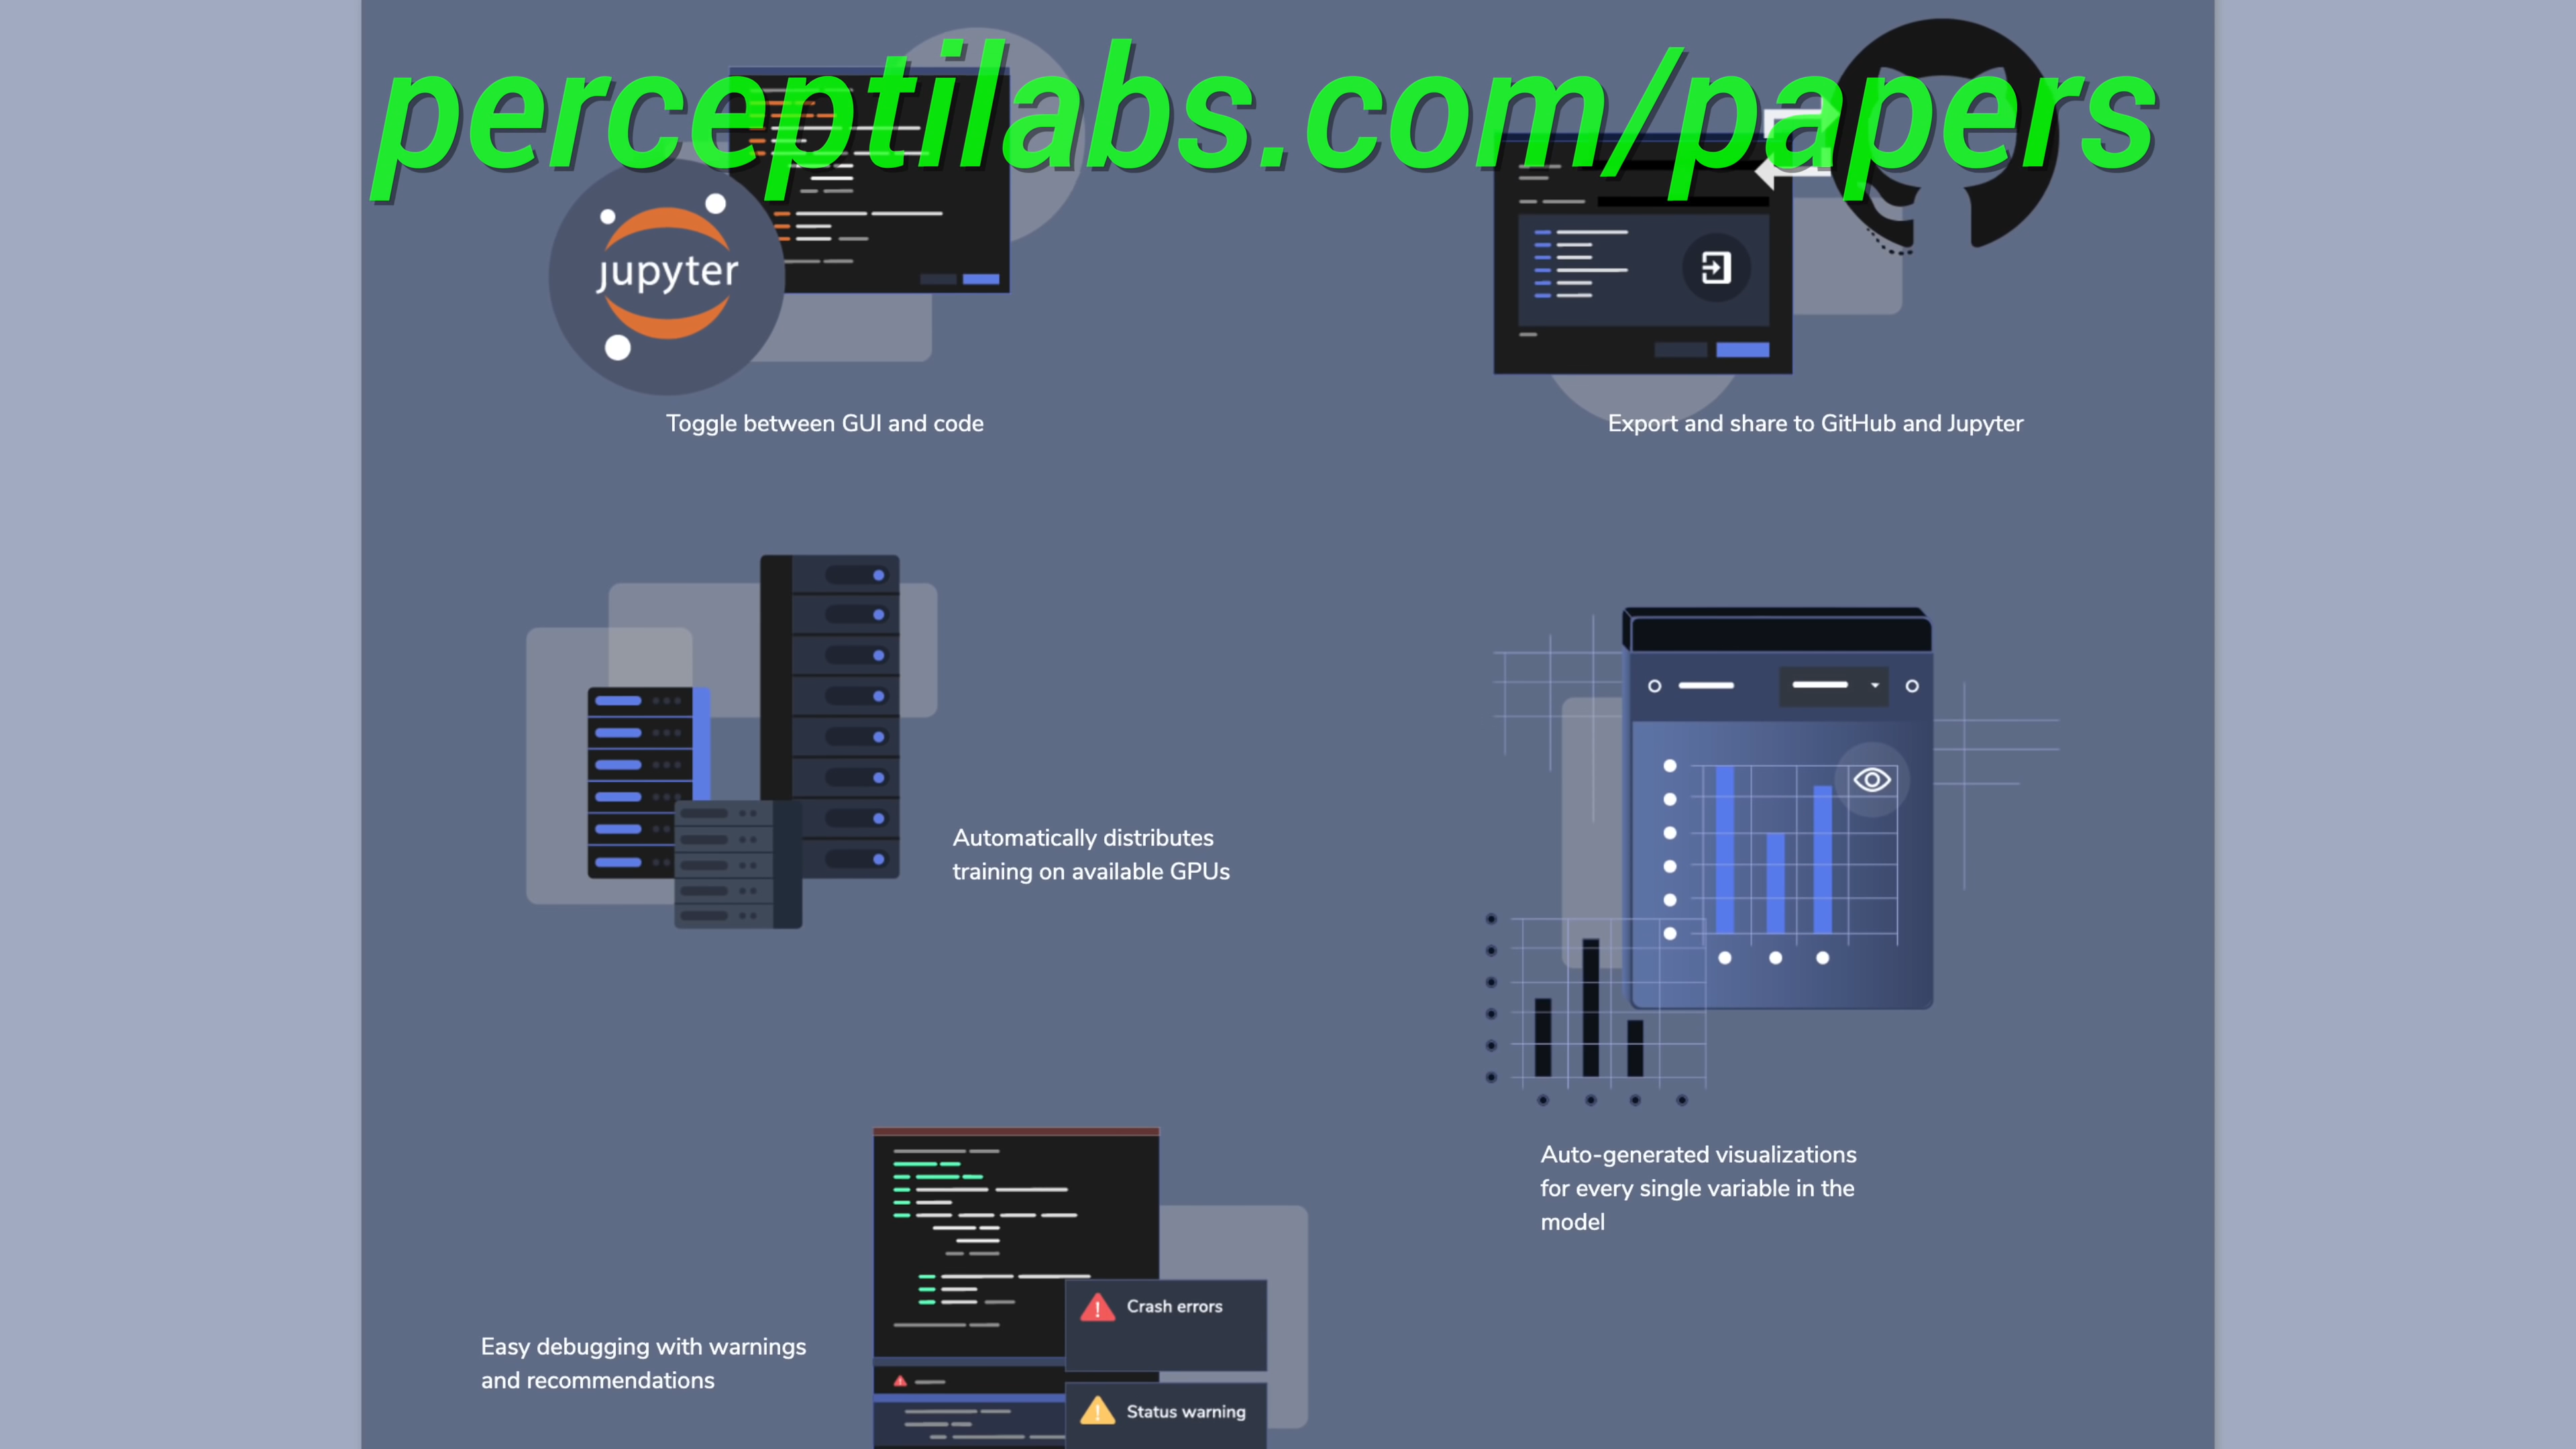 perceptilabs.com/papers
jupyter
Toggle between GUI and code
Export and share to GitHub and Jupyter
Automatically distributes
training on available GPUs
Auto-generated visualizations
for every single variable in the
model
Crash errors
Easy debugging with warnings
and recommendations
Status warning